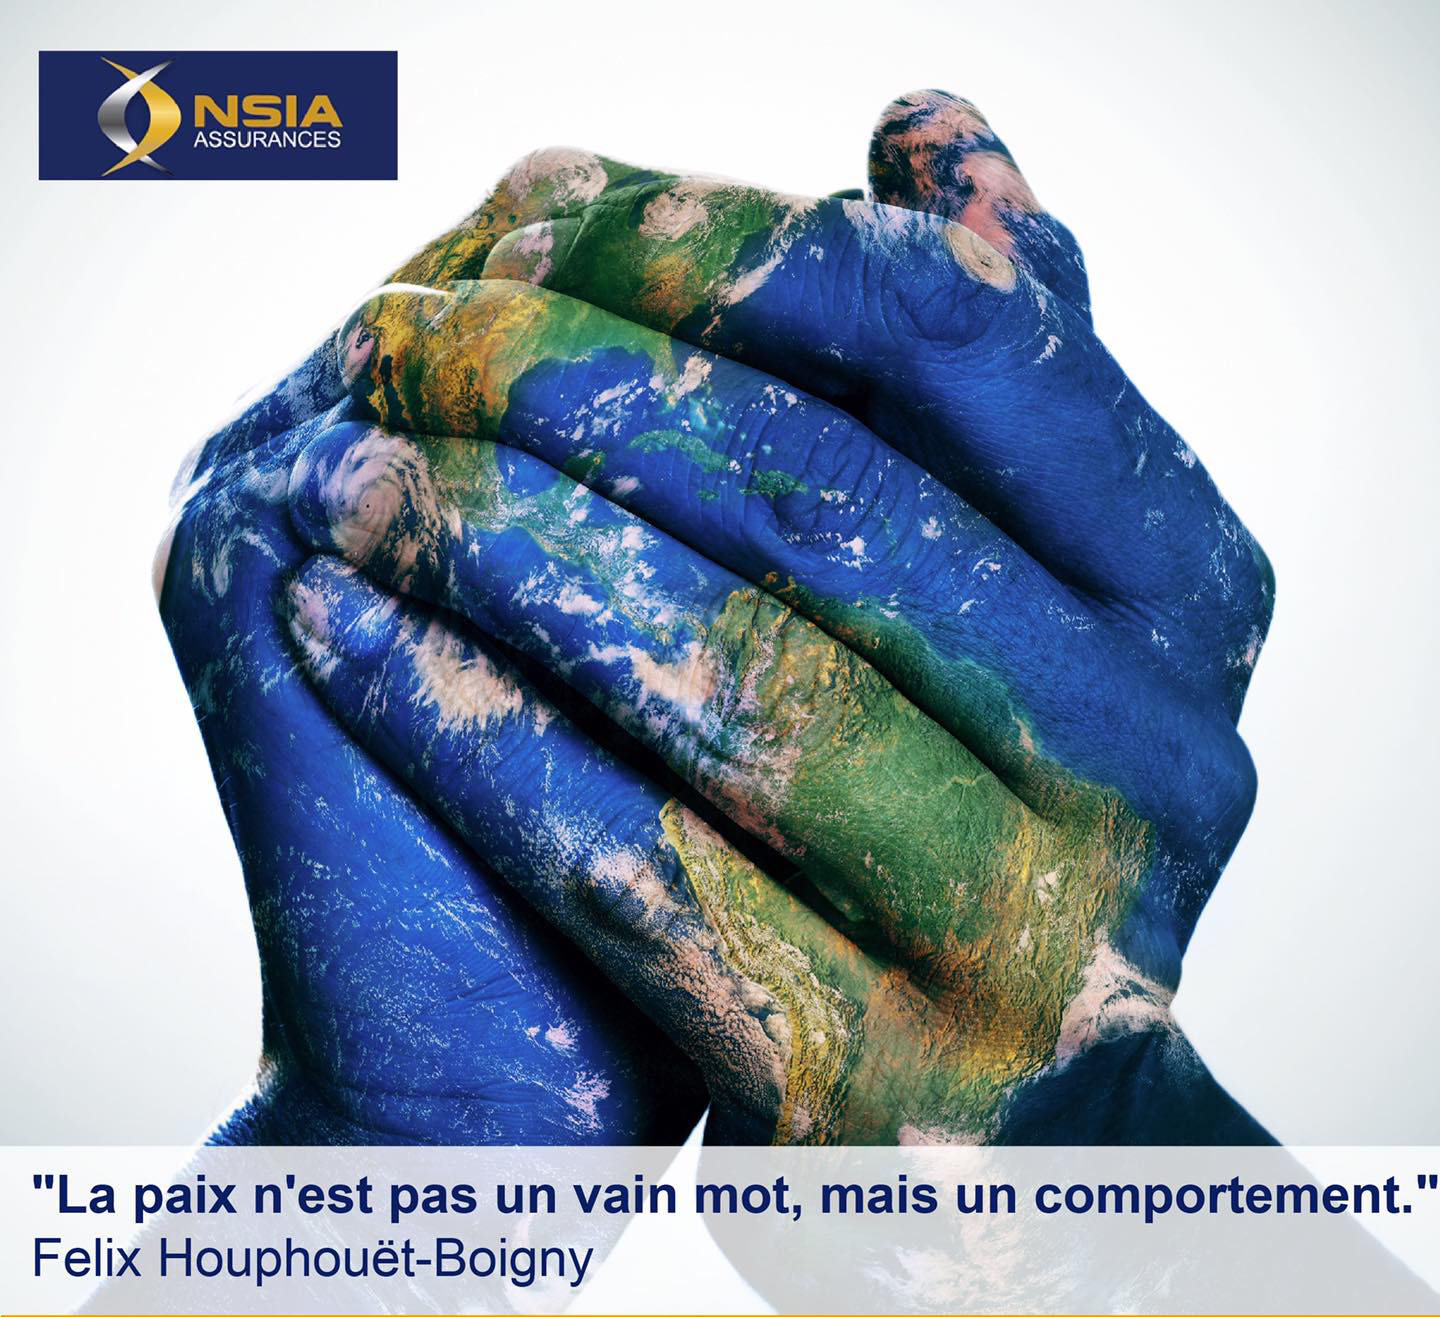 NSIA
ASSURANCES
"La paix n'est pas un vain mot, mais un comportement."
Felix Houphouët-Boigny